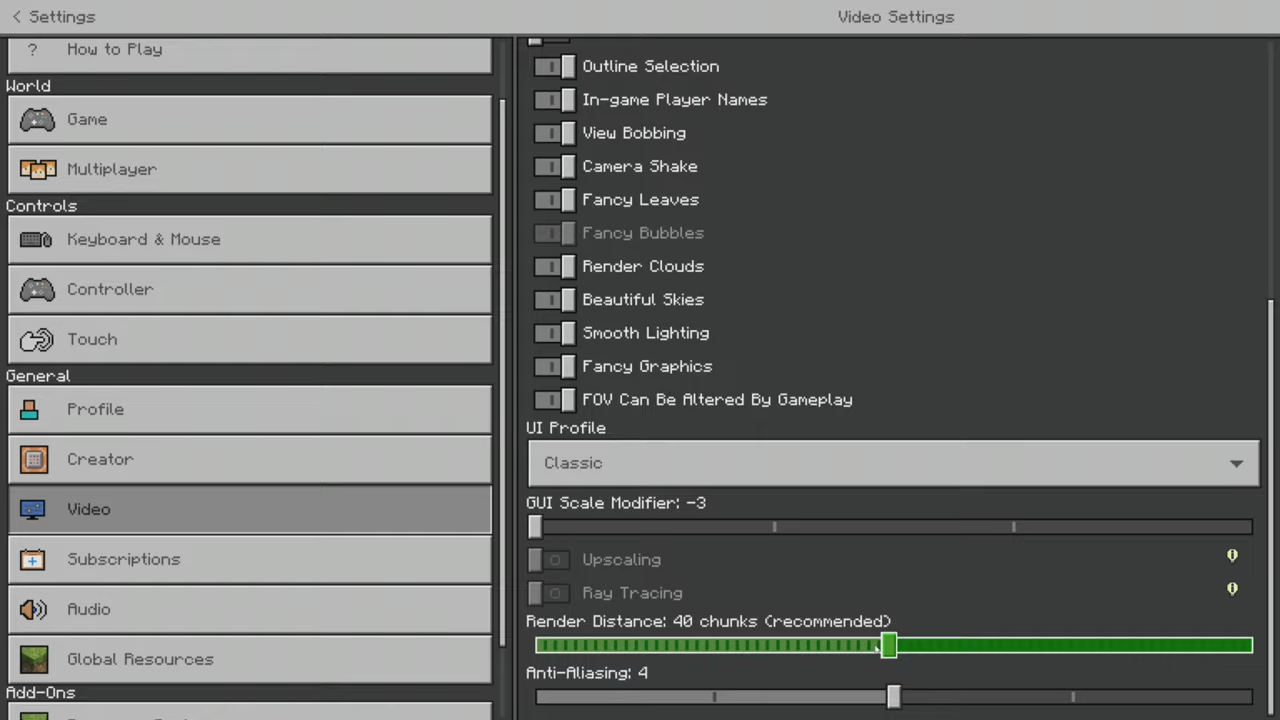 Settings
Video Settings
? How to Play
World
Game
Multiplayer
Controls
Keyboard & Mouse
Controller
Touch
General
Profile
Creator
Video
Subscriptions
Audio
Global Resources
Add-Ons
Outline Selection
In-game Player Names
View Bobbing
Camera Shake
Fancy Leaves
Fancy Bubbles
Render Clouds
Beautiful Skies
Smooth Lighting
Fancy Graphics
FOV Can Be Altered By Gameplay
UI Profile
Classic
GUI Scale Modifier: -3
Upscaling
Ray Tracing
Render Distance: 40 chunks (recommended)
Anti-Aliasing: 4